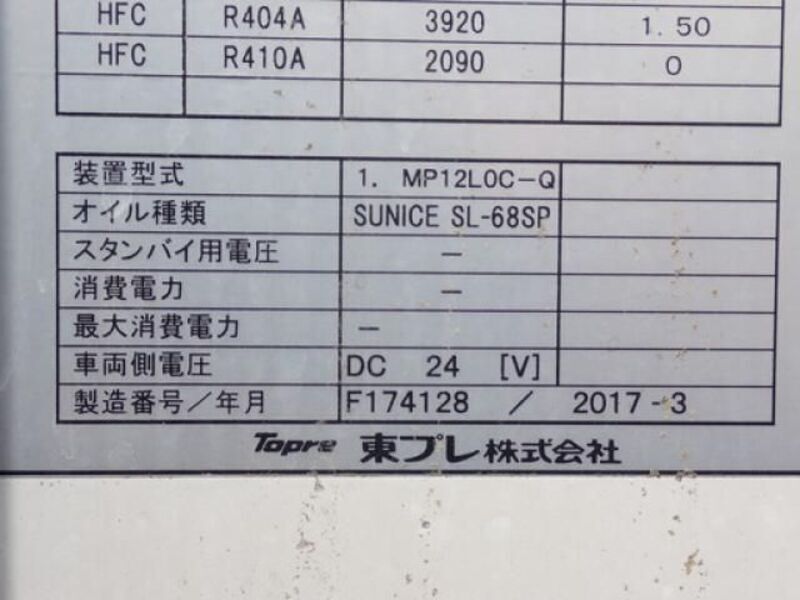 HFC R404A 3920 1.50
HFC R410A 2090 0
装置型式 1. MP12L0C-Q
オイル種類 SUNICE SL-68SP
スタンバイ用電圧 -
消費電力 -
最大消費電力 -
車両側電圧 DC 24 [V]
製造番号/年月 F174128 / 2017-3
Topre 東プレ株式会社